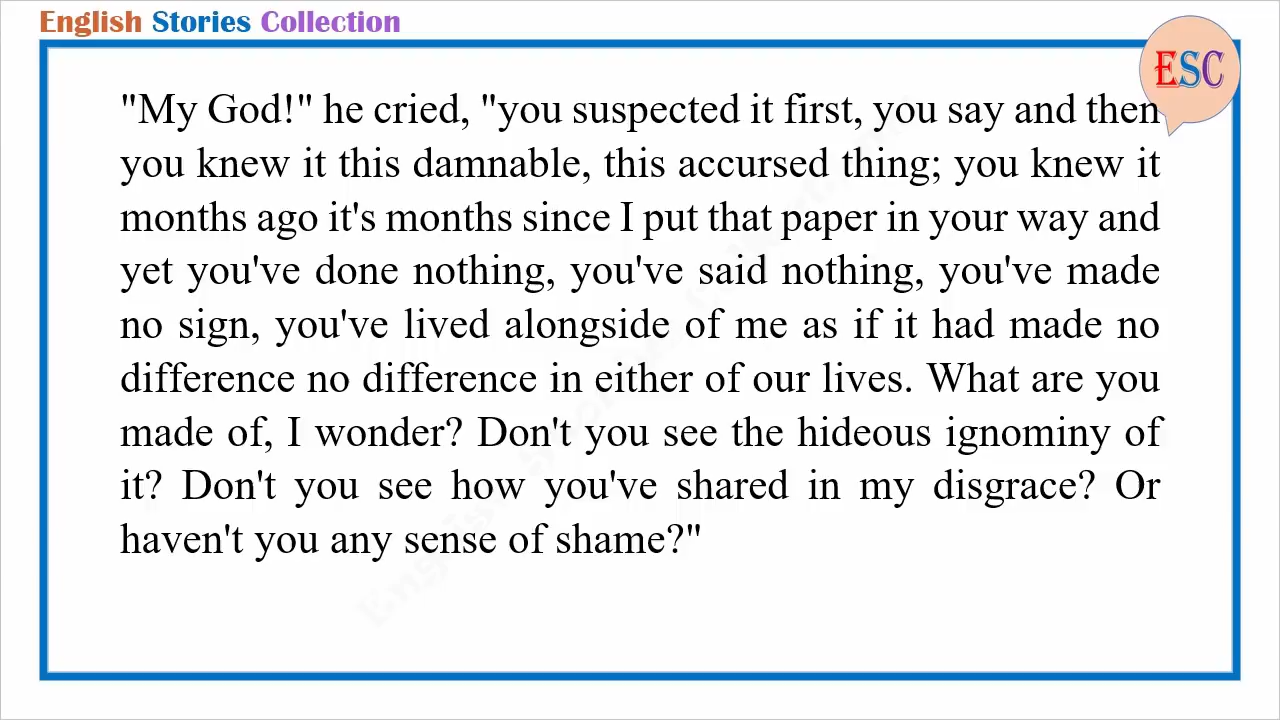 English Stories Collection
ESC
"My God!" he cried, "you suspected it first, you say and then
you knew it this damnable, this accursed thing; you knew it
months ago it's months since I put that paper in your way and
yet you've done nothing, you've said nothing, you've made
no sign, you've lived alongside of me as if it had made no
difference no difference in either of our lives. What are you
made of, I wonder? Don't you see the hideous ignominy of
it? Don't you see how you've shared in my disgrace? Or
haven't you any sense of shame?"